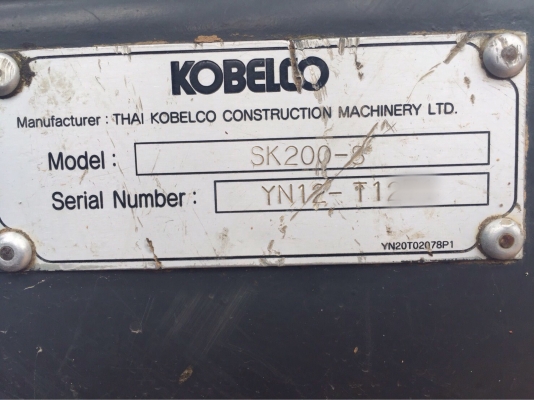 KOBELCO
Manufacturer : THAI KOBELCO CONSTRUCTION MACHINERY LTD.
Model : SK200-8
Serial Number : YN12-T12
YN20T02078P1